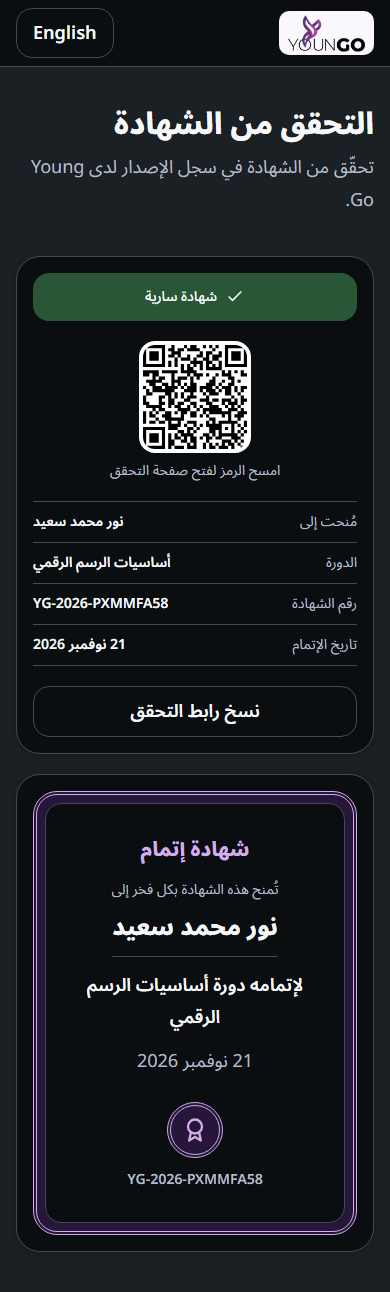 YOUNGO
English
التحقق من الشهادة
تحقّق من الشهادة في سجل الإصدار لدى Young
Go.
شهادة سارية
امسح الرمز لفتح صفحة التحقق
مُنحت إلى نور محمد سعيد
الدورة أساسيات الرسم الرقمي
رقم الشهادة YG-2026-PXMMFA58
تاريخ الإتمام 21 نوفمبر 2026
نسخ رابط التحقق
شهادة إتمام
تُمنح هذه الشهادة بكل فخر إلى
نور محمد سعيد
لإتمامه دورة أساسيات الرسم
الرقمي
21 نوفمبر 2026
YG-2026-PXMMFA58